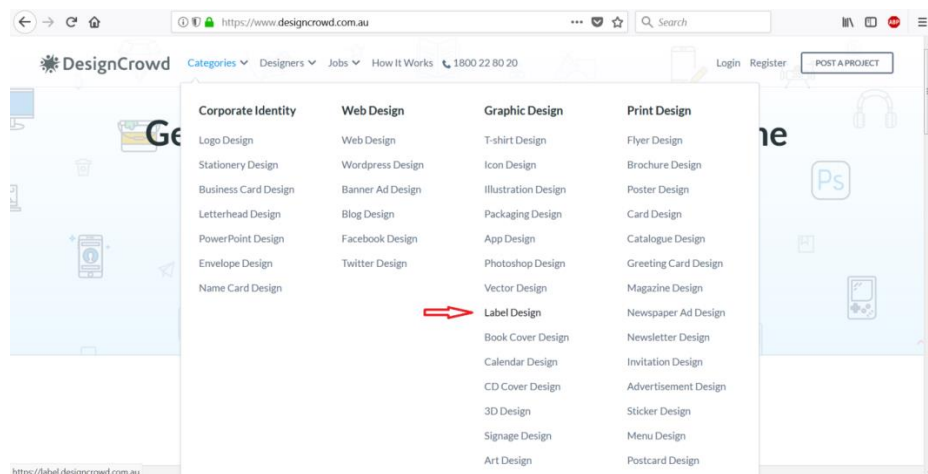 https://www.designcrowd.com.au
Search
ABP
DesignCrowd
Categories
Designers
Jobs
How It Works
1800 22 80 20
Login
Register
POST A PROJECT
Ge
ne
Ps
Corporate Identity
Logo Design
Stationery Design
Business Card Design
Letterhead Design
PowerPoint Design
Envelope Design
Name Card Design
Web Design
Web Design
Wordpress Design
Banner Ad Design
Blog Design
Facebook Design
Twitter Design
Graphic Design
T-shirt Design
Icon Design
Illustration Design
Packaging Design
App Design
Photoshop Design
Vector Design
Label Design
Book Cover Design
Calendar Design
CD Cover Design
3D Design
Signage Design
Art Design
Print Design
Flyer Design
Brochure Design
Poster Design
Card Design
Catalogue Design
Greeting Card Design
Magazine Design
Newspaper Ad Design
Newsletter Design
Invitation Design
Advertisement Design
Sticker Design
Menu Design
Postcard Design
https://label.designcrowd.com.au